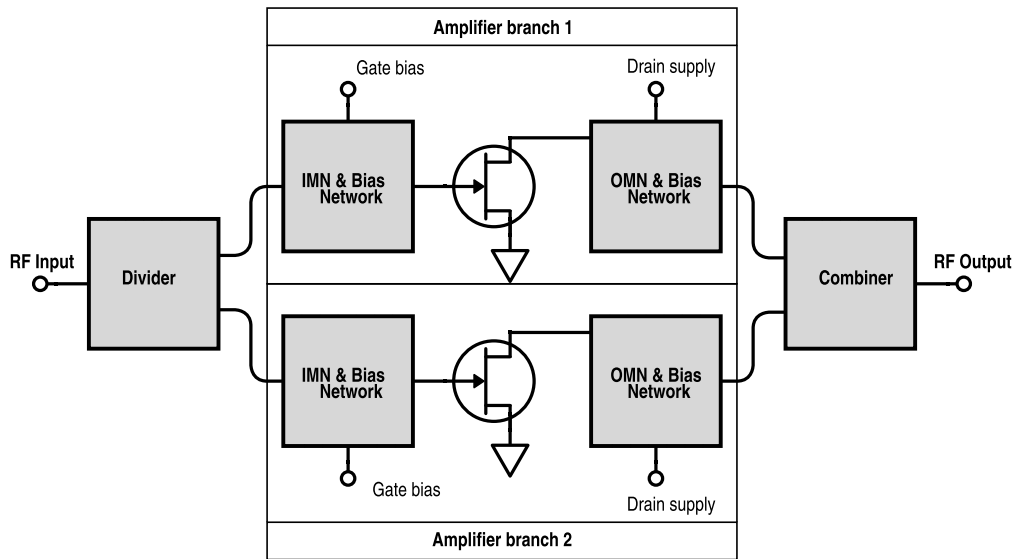 Amplifier branch 1
Gate bias
Drain supply
IMN & Bias
Network
OMN & Bias
Network
RF Input
Divider
Combiner
RF Output
IMN & Bias
Network
OMN & Bias
Network
Gate bias
Drain supply
Amplifier branch 2